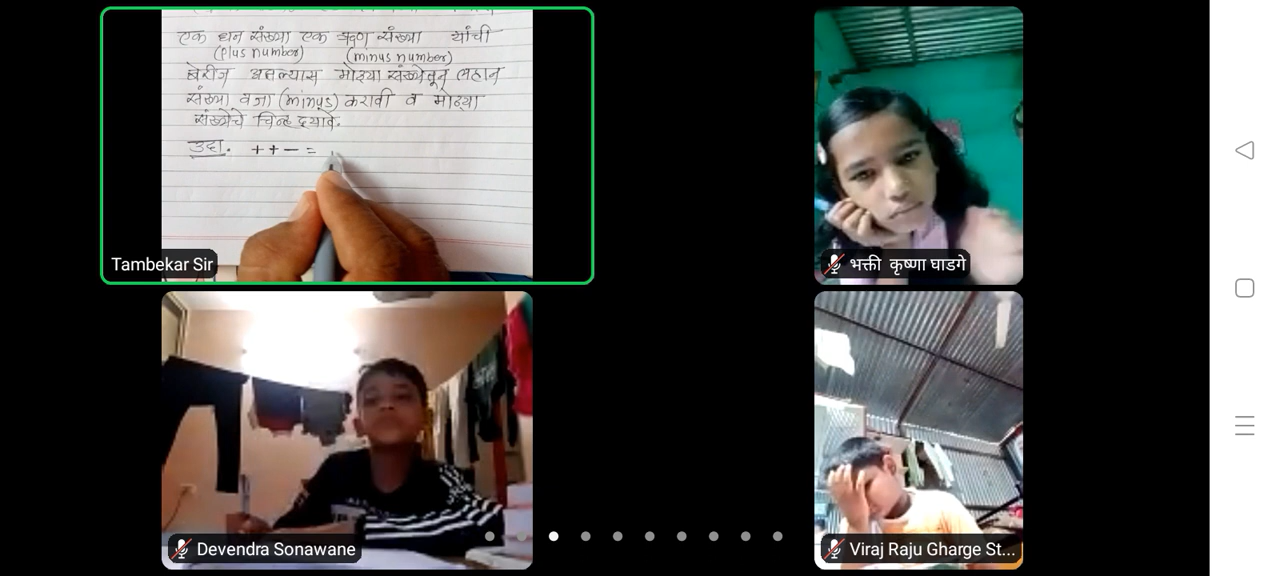 एक धन संख्या एक ऋण संख्या यांची
(plus number) (minus number)
बेरीज असल्यास मोठ्या संख्येतून लहान
संख्या वजा (minus) करावी व मोठ्या
संख्येचे चिन्ह द्यावे.
उदा. + + - =
Tambekar Sir
भक्ती कृष्णा घाडगे
Devendra Sonawane
Viraj Raju Gharge St...